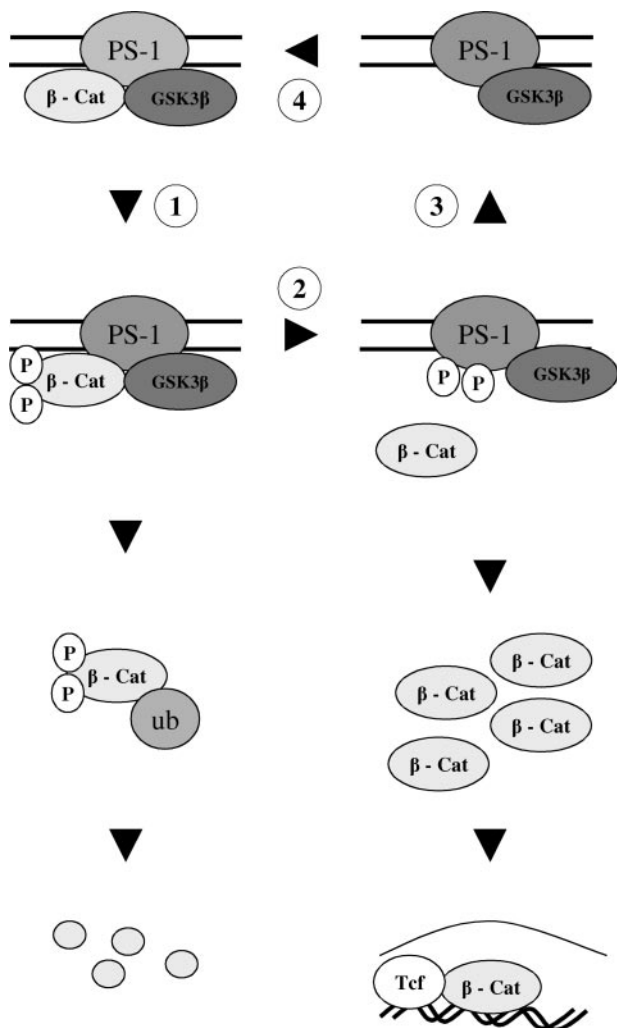 PS-1 PS-1
β - Cat GSK3β GSK3β
4
1 3
2
PS-1 PS-1
P P P GSK3β
β - Cat GSK3β
P
β - Cat
P β - Cat
β - Cat β - Cat
P
ub β - Cat
β - Cat
Tcf β - Cat